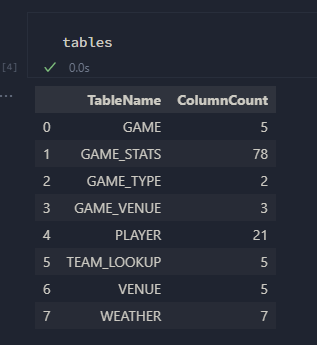 tables
[4]
0.0s
...
TableName ColumnCount
0 GAME 5
1 GAME_STATS 78
2 GAME_TYPE 2
3 GAME_VENUE 3
4 PLAYER 21
5 TEAM_LOOKUP 5
6 VENUE 5
7 WEATHER 7